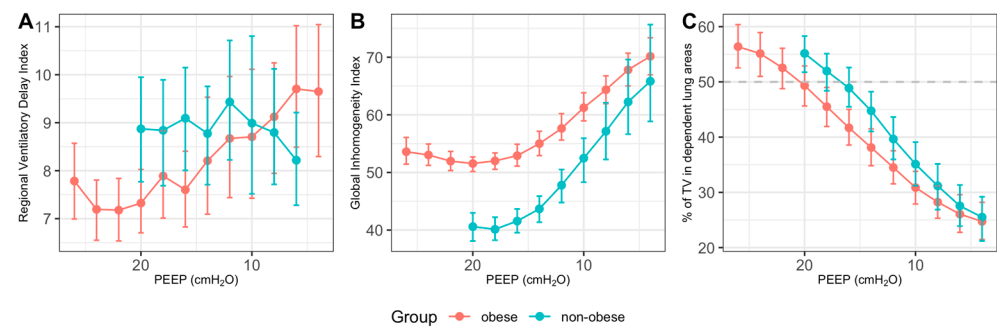 A
Regional Ventilatory Delay Index
11
10
9
8
7
20
10
PEEP (cmH₂O)
B
Global Inhomogeneity Index
70
60
50
40
20
10
PEEP (cmH₂O)
C
% of TV in dependent lung areas
60
50
40
30
20
20
10
PEEP (cmH₂O)
Group obese non-obese